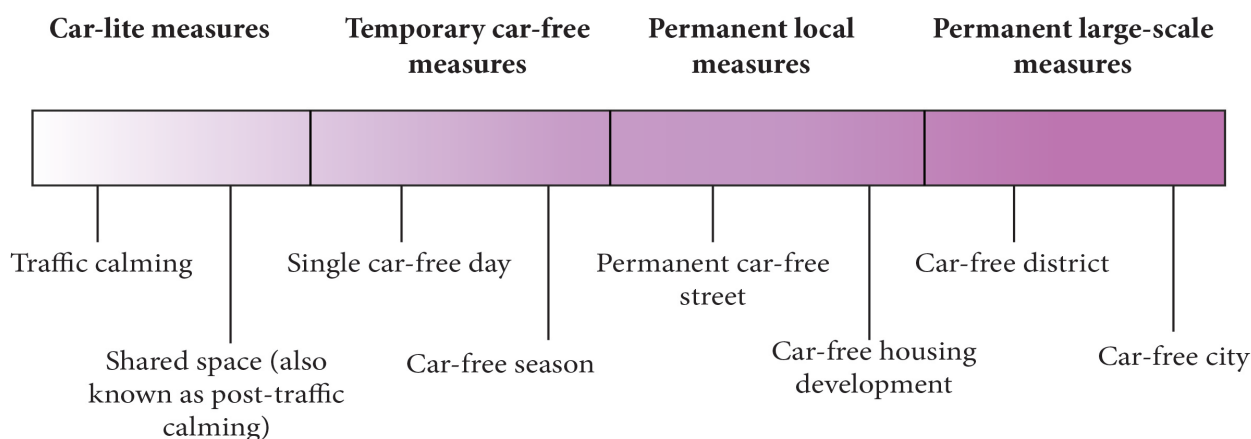 Car-lite measures
Temporary car-free
measures
Permanent local
measures
Permanent large-scale
measures
Traffic calming
Shared space (also
known as post-traffic
calming)
Single car-free day
Car-free season
Permanent car-free
street
Car-free housing
development
Car-free district
Car-free city